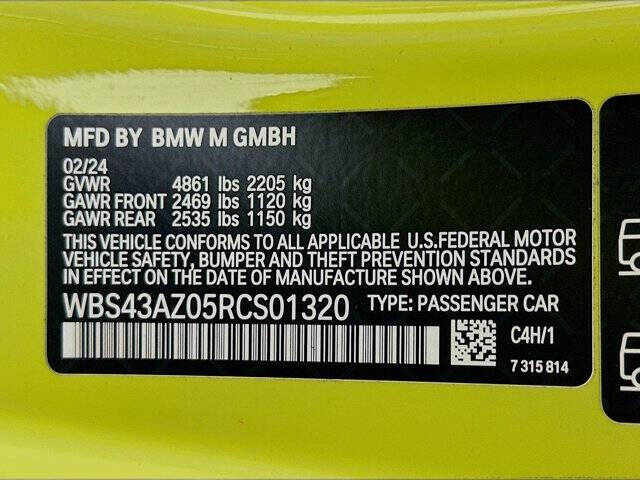 MFD BY BMW M GMBH
02/24
GVWR 4861 lbs 2205 kg
GAWR FRONT 2469 lbs 1120 kg
GAWR REAR 2535 lbs 1150 kg
THIS VEHICLE CONFORMS TO ALL APPLICABLE U.S.FEDERAL MOTOR
VEHICLE SAFETY, BUMPER AND THEFT PREVENTION STANDARDS
IN EFFECT ON THE DATE OF MANUFACTURE SHOWN ABOVE.
WBS43AZ05RCS01320 TYPE: PASSENGER CAR
C4H/1
7 315 814